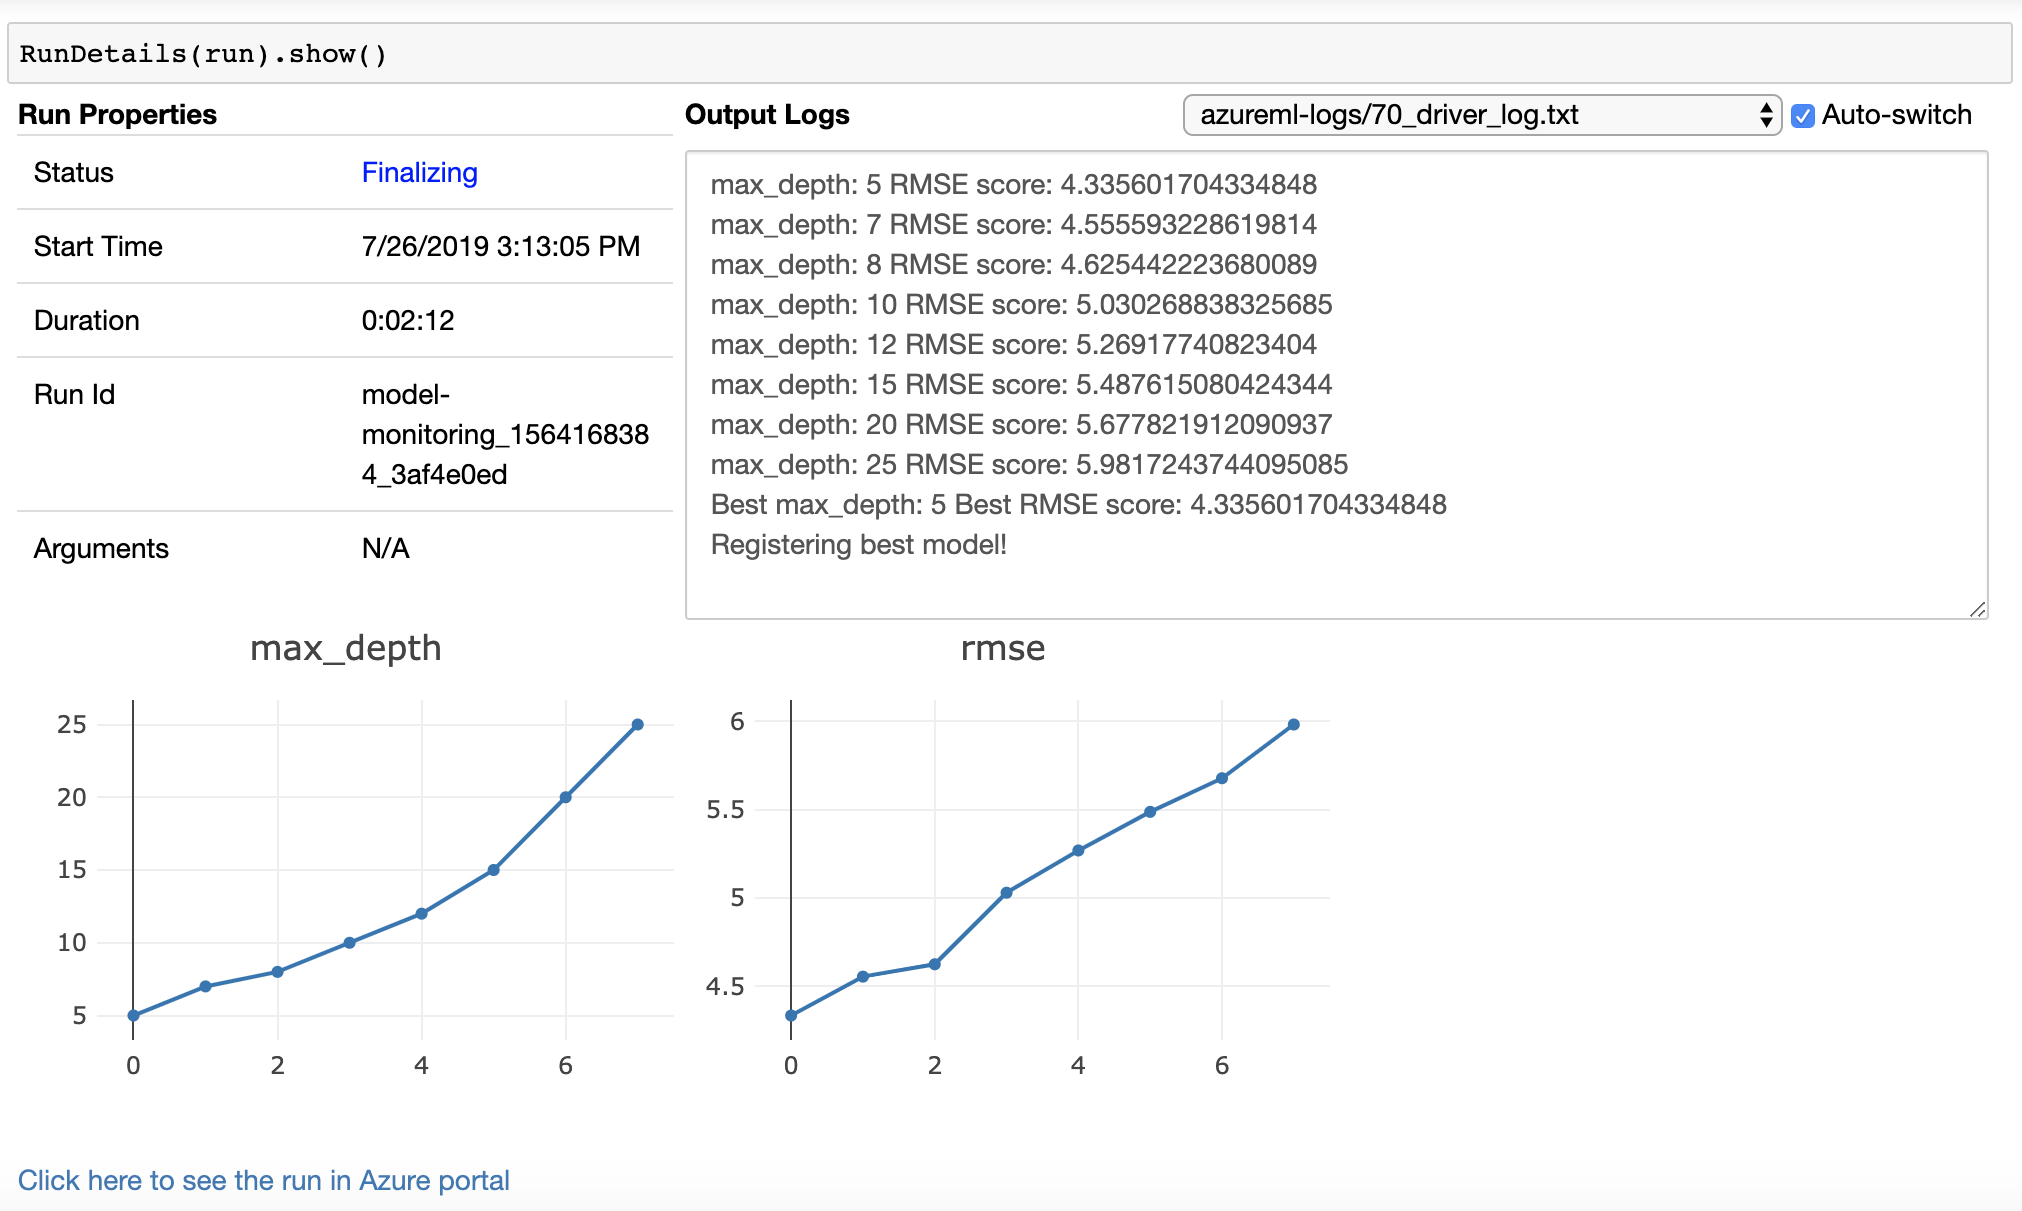 RunDetails(run).show()
Run Properties
Status Finalizing
Start Time 7/26/2019 3:13:05 PM
Duration 0:02:12
Run Id model-
monitoring_156416838
4_3af4e0ed
Arguments N/A
Output Logs azureml-logs/70_driver_log.txt Auto-switch
max_depth: 5 RMSE score: 4.335601704334848
max_depth: 7 RMSE score: 4.555593228619814
max_depth: 8 RMSE score: 4.625442223680089
max_depth: 10 RMSE score: 5.030268838325685
max_depth: 12 RMSE score: 5.26917740823404
max_depth: 15 RMSE score: 5.487615080424344
max_depth: 20 RMSE score: 5.677821912090937
max_depth: 25 RMSE score: 5.9817243744095085
Best max_depth: 5 Best RMSE score: 4.335601704334848
Registering best model!
max_depth
25
20
15
10
5
0 2 4 6
rmse
6
5.5
5
4.5
0 2 4 6
Click here to see the run in Azure portal